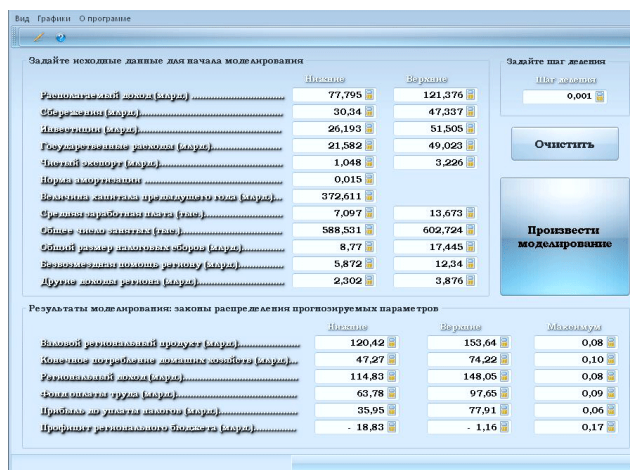 Вид Графики О программе
Задайте исходные данные для начала моделирования
Задайте шаг деления
Нижние Верхние Шаг деления
Располагаемый доход (млрд.) 77,795 121,376 0,001
Сбережения (млрд.) 30,34 47,337
Инвестиции (млрд.) 26,193 51,505
Государственные расходы (млрд.) 21,582 49,023
Чистый экспорт (млрд.) 1,048 3,226
Норма амортизации 0,015
Величина капитала предыдущего года (млрд.) 372,611
Средняя заработная плата (тыс.) 7,097 13,673
Общее число занятых (тыс.) 588,531 602,724
Общий размер налоговых сборов (млрд.) 8,77 17,445
Безвозмездная помощь региону (млрд.) 5,872 12,34
Другие доходы региона (млрд.) 2,302 3,876
Очистить
Произвести
моделирование
Результаты моделирования: законы распределения прогнозируемых параметров
Нижние Верхние Максимум
Валовой региональный продукт (млрд.) 120,42 153,64 0,08
Конечное потребление домашних хозяйств (млрд.) 47,27 74,22 0,10
Региональный доход (млрд.) 114,83 148,05 0,08
Фонд оплаты труда (млрд.) 63,78 97,65 0,09
Прибыль до уплаты налогов (млрд.) 35,95 77,91 0,06
Профицит регионального бюджета (млрд.) - 18,83 - 1,16 0,17